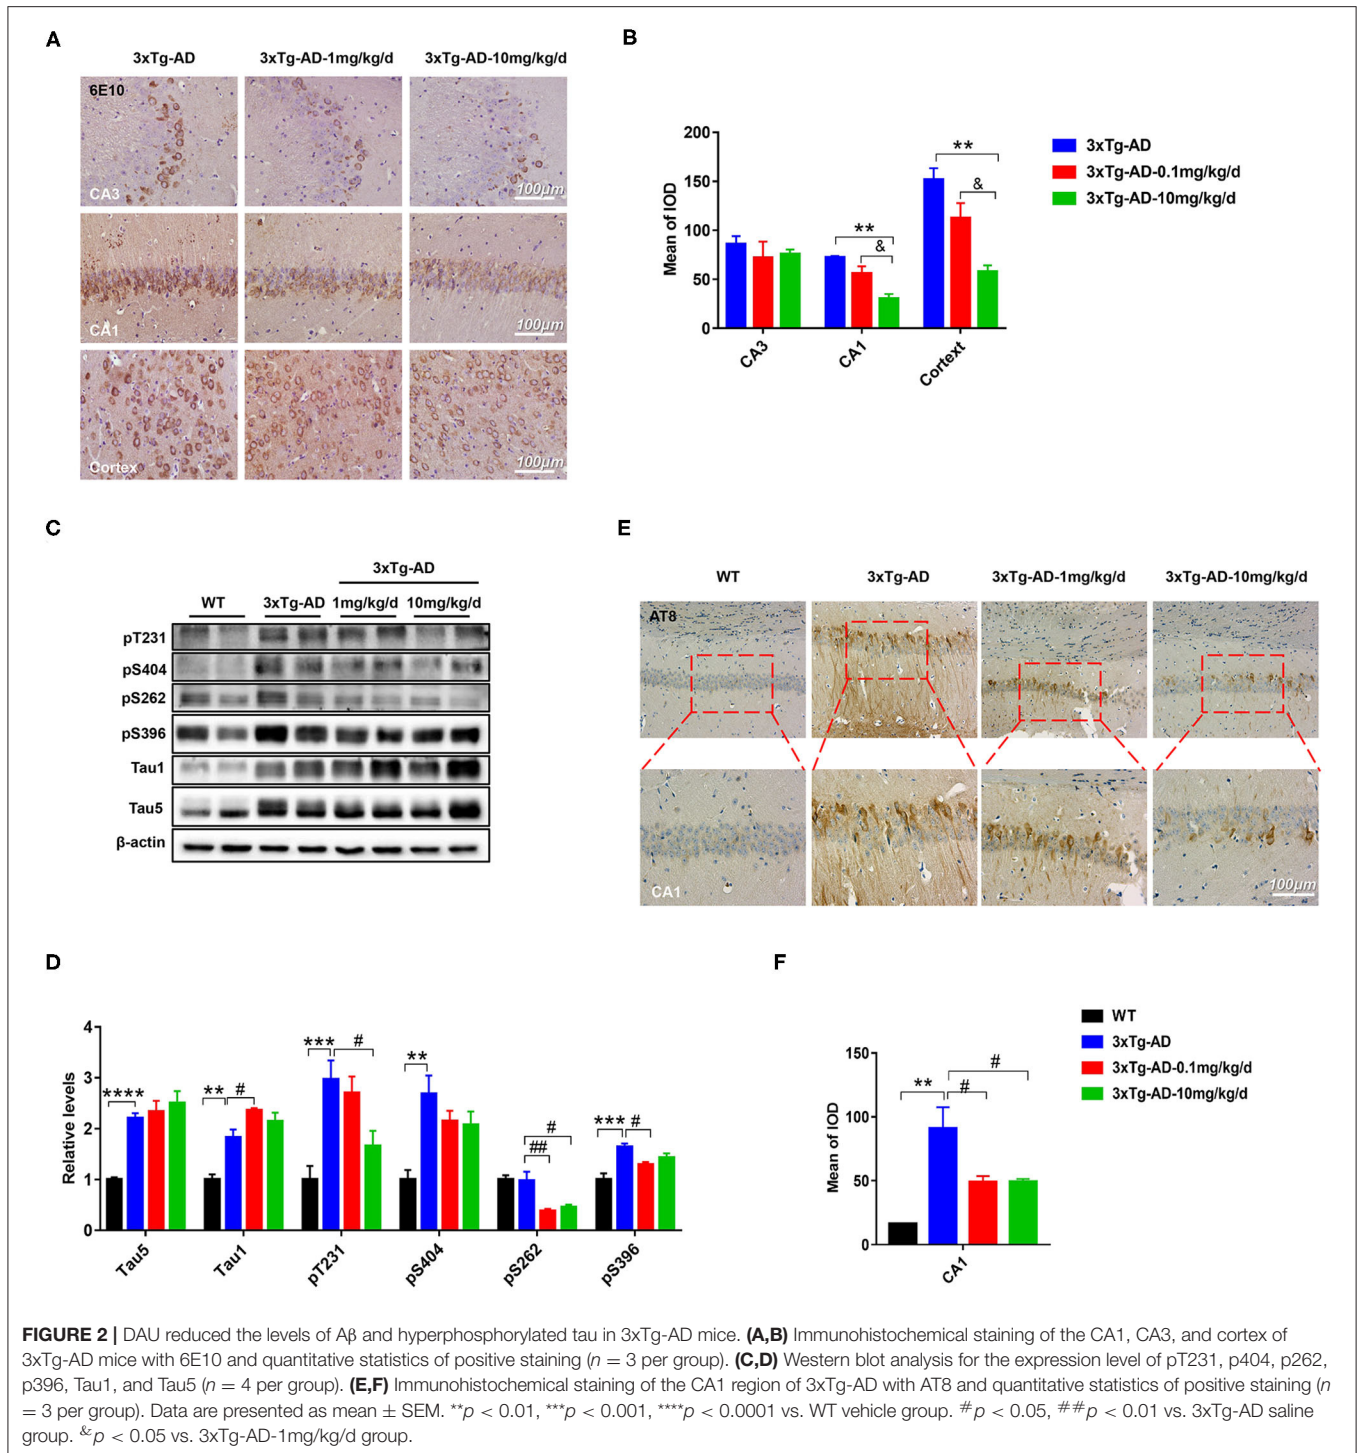 A
3xTg-AD 3xTg-AD-1mg/kg/d 3xTg-AD-10mg/kg/d
6E10
CA3
100μm
CA1
100μm
Cortex
100μm
B
200
150
100
50
0
Mean of IOD
** &
** &
CA3 CA1 Cortext
3xTg-AD
3xTg-AD-0.1mg/kg/d
3xTg-AD-10mg/kg/d
C
3xTg-AD
WT 3xTg-AD 1mg/kg/d 10mg/kg/d
pT231
pS404
pS262
pS396
Tau1
Tau5
β-actin
E
WT 3xTg-AD 3xTg-AD-1mg/kg/d 3xTg-AD-10mg/kg/d
AT8
CA1
100μm
D
4
3
2
1
0
Relative levels
**** ** # *** # ** ## # *** #
Tau5 Tau1 pT231 pS404 pS262 pS396
F
150
100
50
0
Mean of IOD
** # #
CA1
WT
3xTg-AD
3xTg-AD-0.1mg/kg/d
3xTg-AD-10mg/kg/d
FIGURE 2 | DAU reduced the levels of Aβ and hyperphosphorylated tau in 3xTg-AD mice. (A,B) Immunohistochemical staining of the CA1, CA3, and cortex of
3xTg-AD mice with 6E10 and quantitative statistics of positive staining (n = 3 per group). (C,D) Western blot analysis for the expression level of pT231, p404, p262,
p396, Tau1, and Tau5 (n = 4 per group). (E,F) Immunohistochemical staining of the CA1 region of 3xTg-AD with AT8 and quantitative statistics of positive staining (n
= 3 per group). Data are presented as mean ± SEM. **p < 0.01, ***p < 0.001, ****p < 0.0001 vs. WT vehicle group. #p < 0.05, ##p < 0.01 vs. 3xTg-AD saline
group. &p < 0.05 vs. 3xTg-AD-1mg/kg/d group.